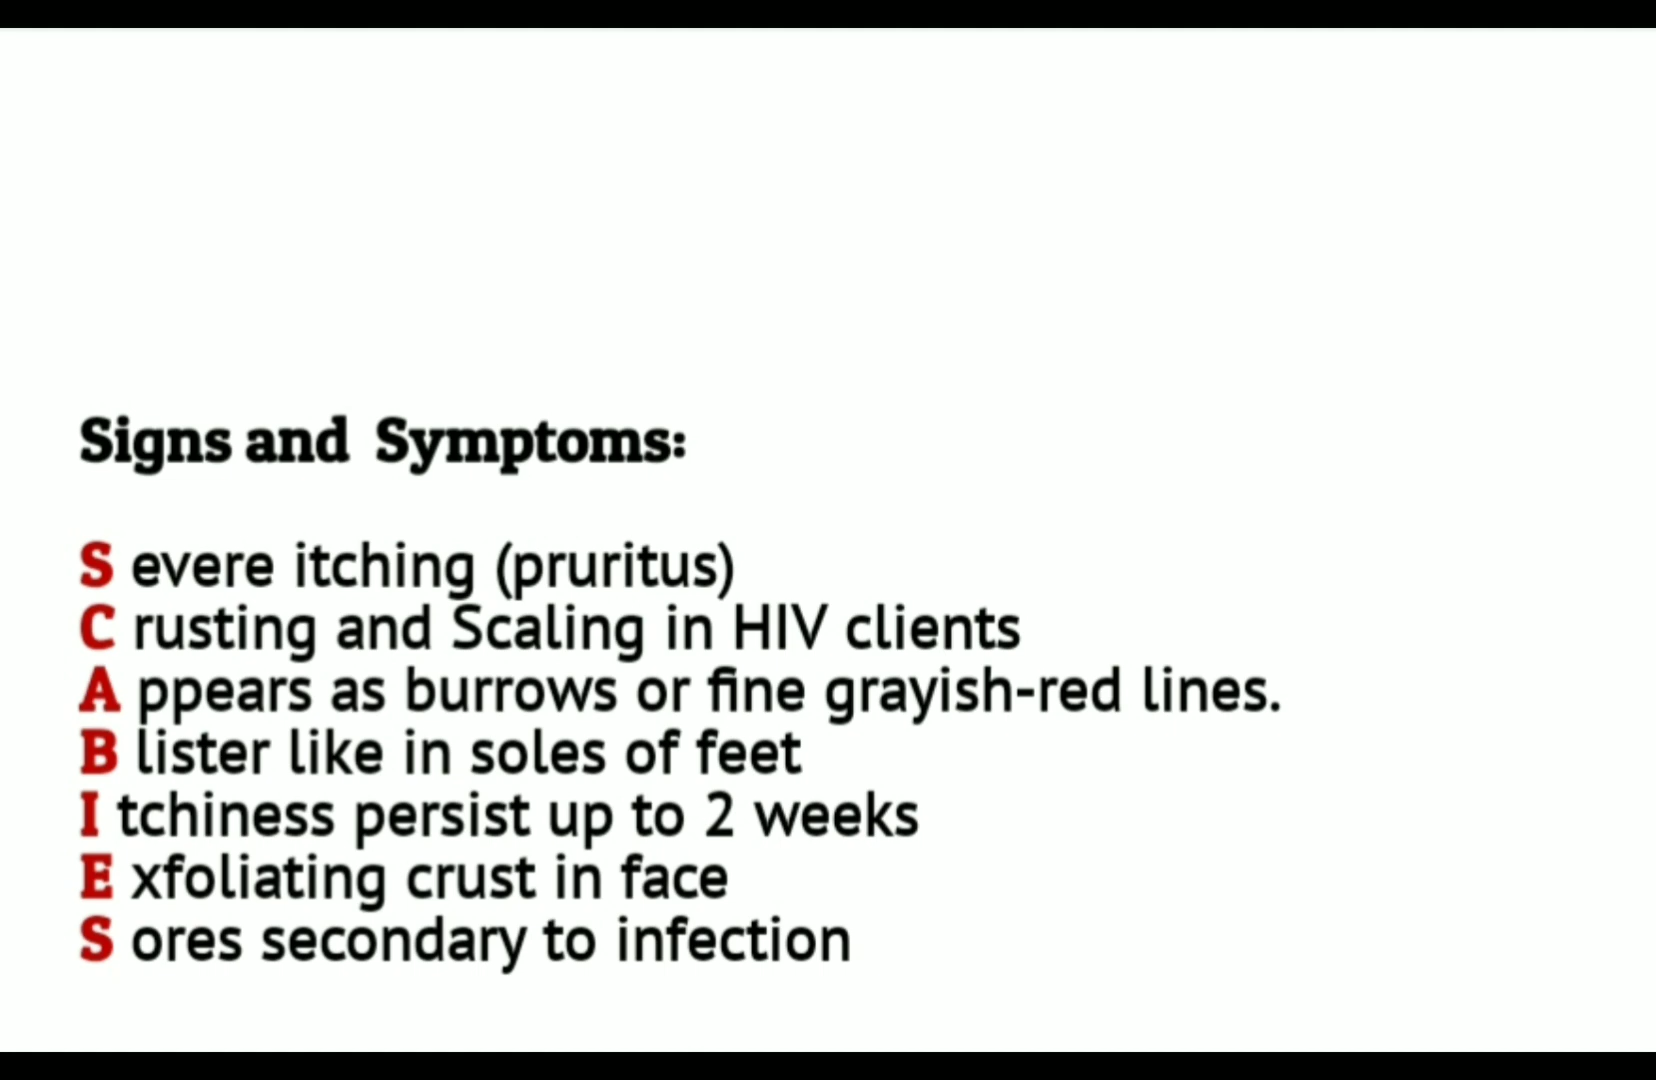 Signs and Symptoms:
S evere itching (pruritus)
C rusting and Scaling in HIV clients
A ppears as burrows or fine grayish-red lines.
B lister like in soles of feet
I tchiness persist up to 2 weeks
E xfoliating crust in face
S ores secondary to infection